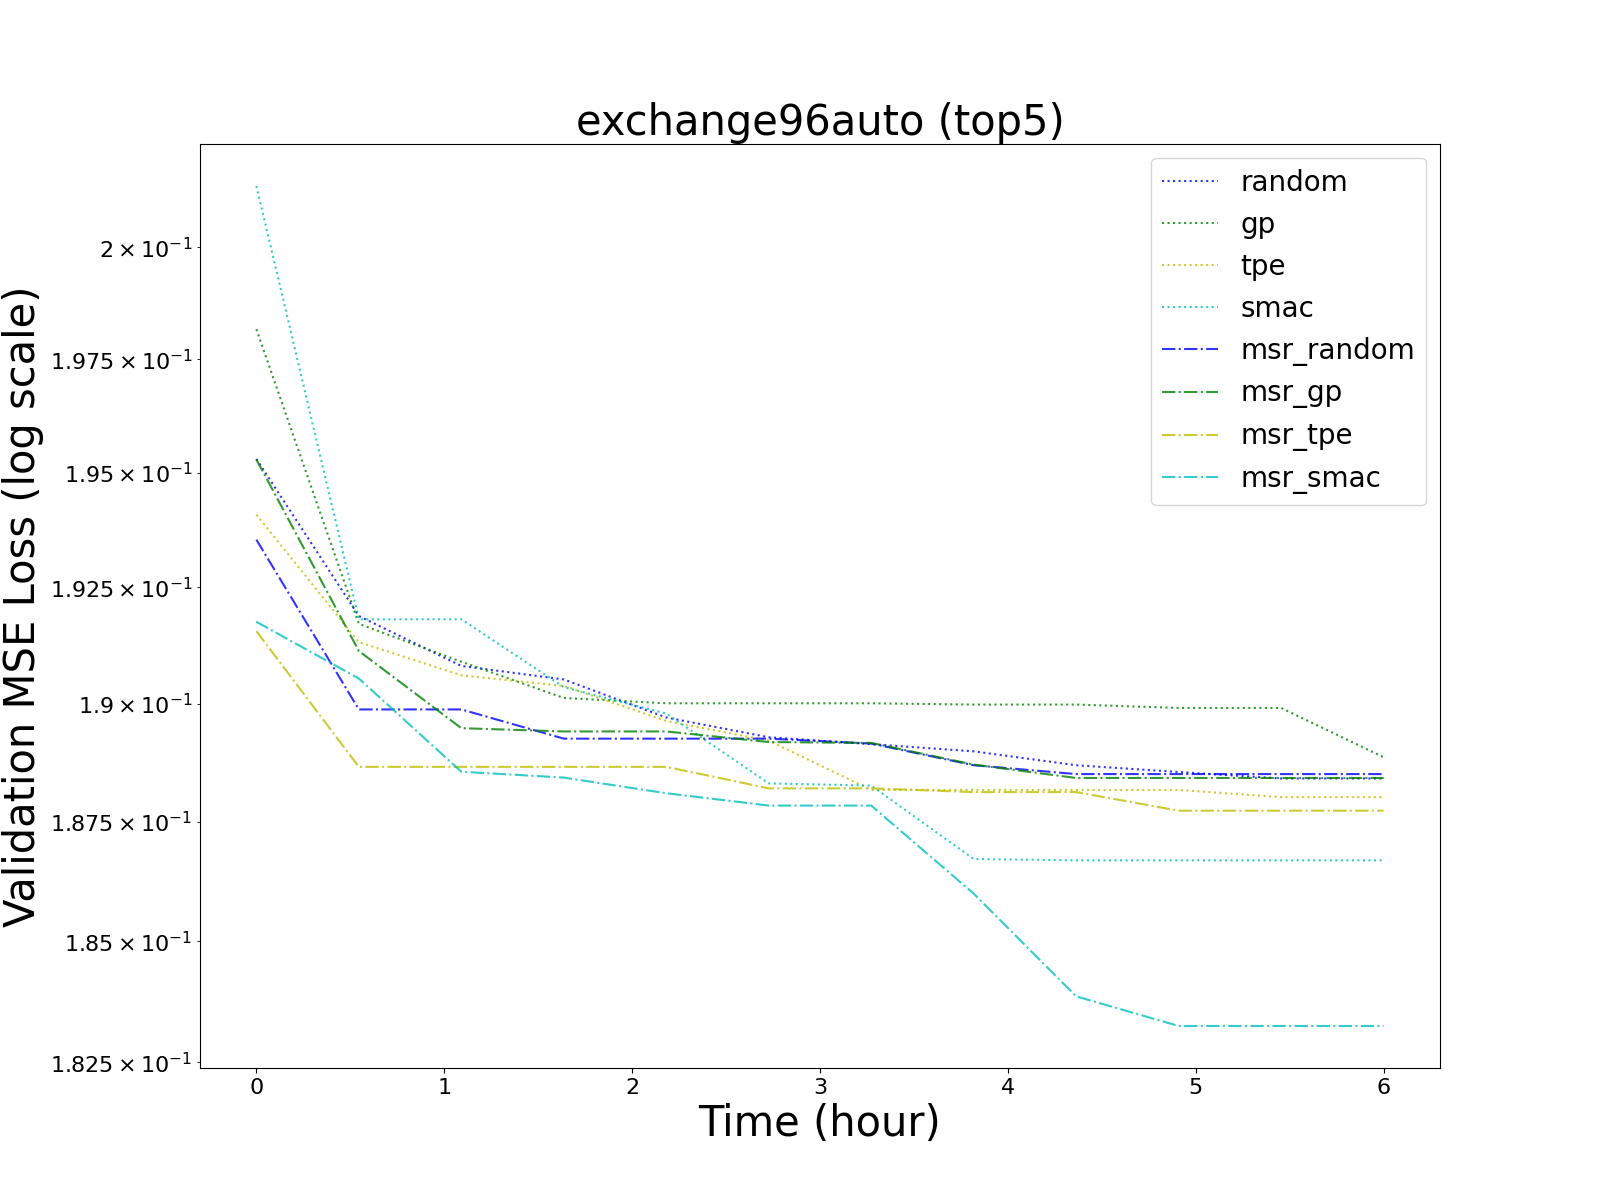 exchange96auto (top5)
Validation MSE Loss (log scale)
2 × 10⁻¹
1.975 × 10⁻¹
1.95 × 10⁻¹
1.925 × 10⁻¹
1.9 × 10⁻¹
1.875 × 10⁻¹
1.85 × 10⁻¹
1.825 × 10⁻¹
random
gp
tpe
smac
msr_random
msr_gp
msr_tpe
msr_smac
0 1 2 3 4 5 6
Time (hour)